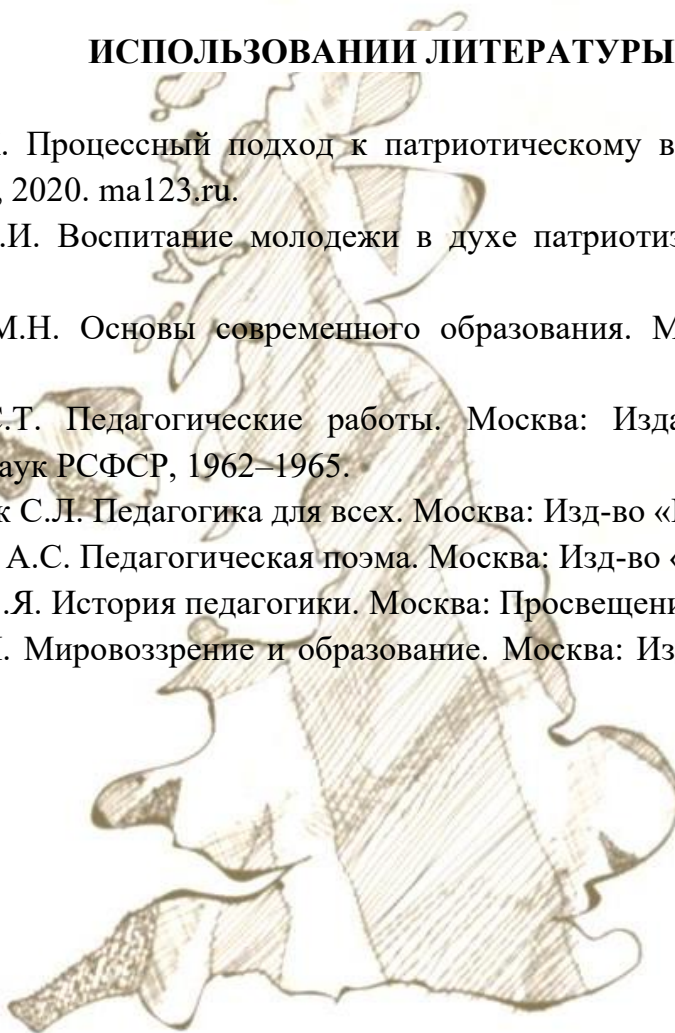 ИСПОЛЬЗОВАНИИ ЛИТЕРАТУРЫ
. Процессный подход к патриотическому в
, 2020. ma123.ru.
.И. Воспитание молодежи в духе патриотиз
М.Н. Основы современного образования. М
С.Т. Педагогические работы. Москва: Изда
аук РСФСР, 1962–1965.
к С.Л. Педагогика для всех. Москва: Изд-во «
А.С. Педагогическая поэма. Москва: Изд-во «
.Я. История педагогики. Москва: Просвещени
. Мировоззрение и образование. Москва: Из